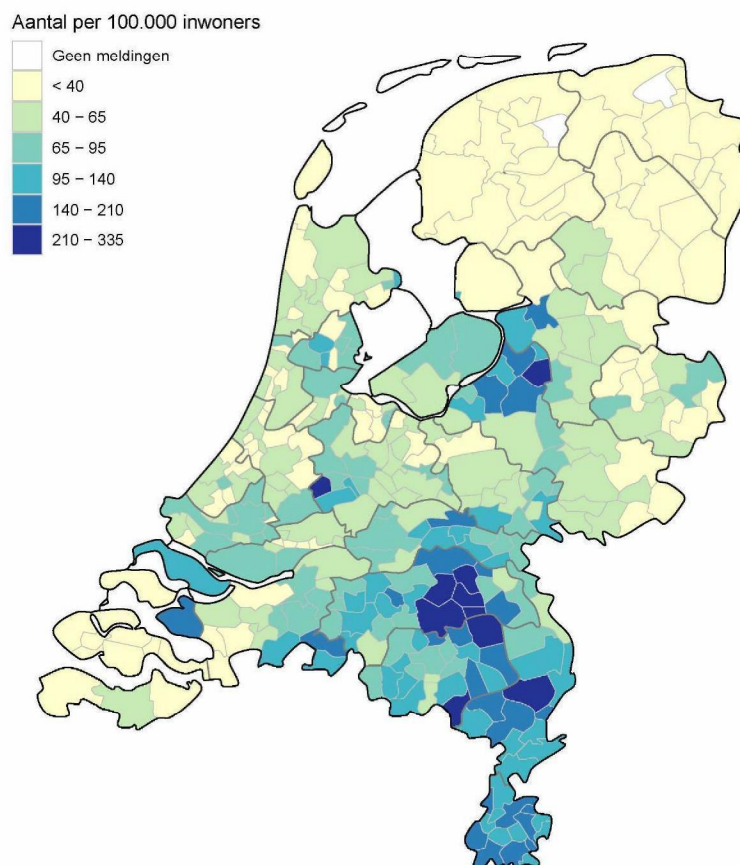 Aantal per 100.000 inwoners
Geen meldingen
< 40
40 – 65
65 – 95
95 – 140
140 – 210
210 – 335